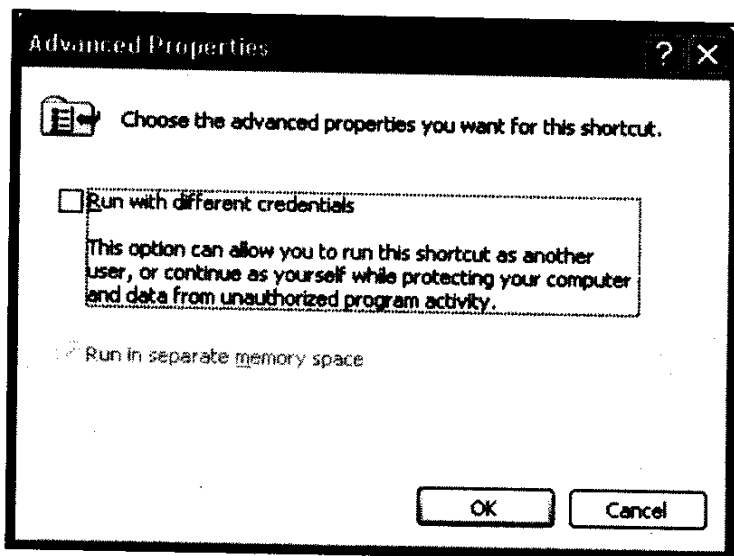 Advanced Properties
Choose the advanced properties you want for this shortcut.
Run with different credentials
This option can allow you to run this shortcut as another
user, or continue as yourself while protecting your computer
and data from unauthorized program activity.
Run in separate memory space
OK
Cancel